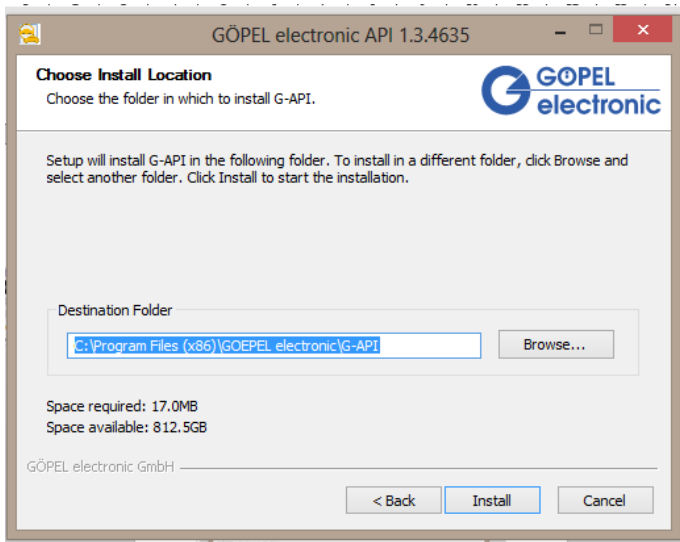 GÖPEL electronic API 1.3.4635
Choose Install Location
Choose the folder in which to install G-API.
GÖPEL
electronic
Setup will install G-API in the following folder. To install in a different folder, click Browse and
select another folder. Click Install to start the installation.
Destination Folder
C:\Program Files (x86)\GOEPEL electronic\G-API
Browse...
Space required: 17.0MB
Space available: 812.5GB
GÖPEL electronic GmbH
< Back
Install
Cancel